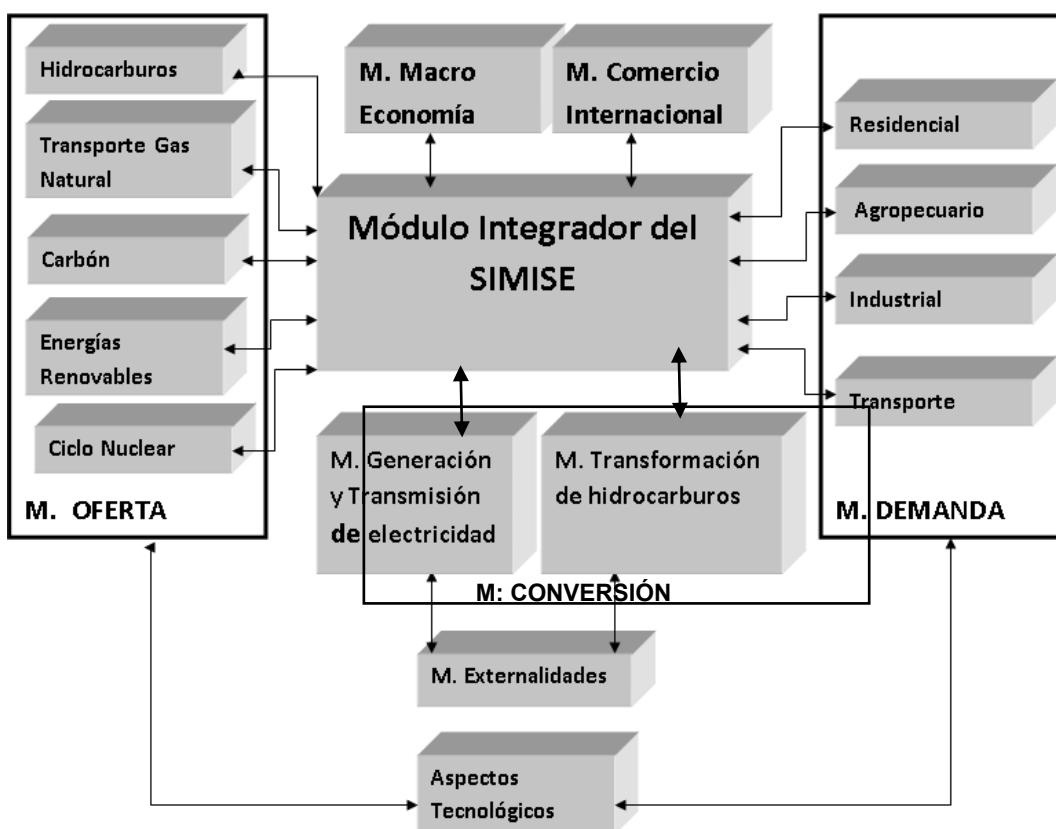 Hidrocarburos
Transporte Gas
Natural
Carbón
Energías
Renovables
Ciclo Nuclear
M. OFERTA
M. Macro
Economía
M. Comercio
Internacional
Módulo Integrador del
SIMISE
M. Generación
y Transmisión
de electricidad
M. Transformación
de hidrocarburos
M: CONVERSIÓN
M. Externalidades
Aspectos
Tecnológicos
Residencial
Agropecuario
Industrial
Transporte
M. DEMANDA